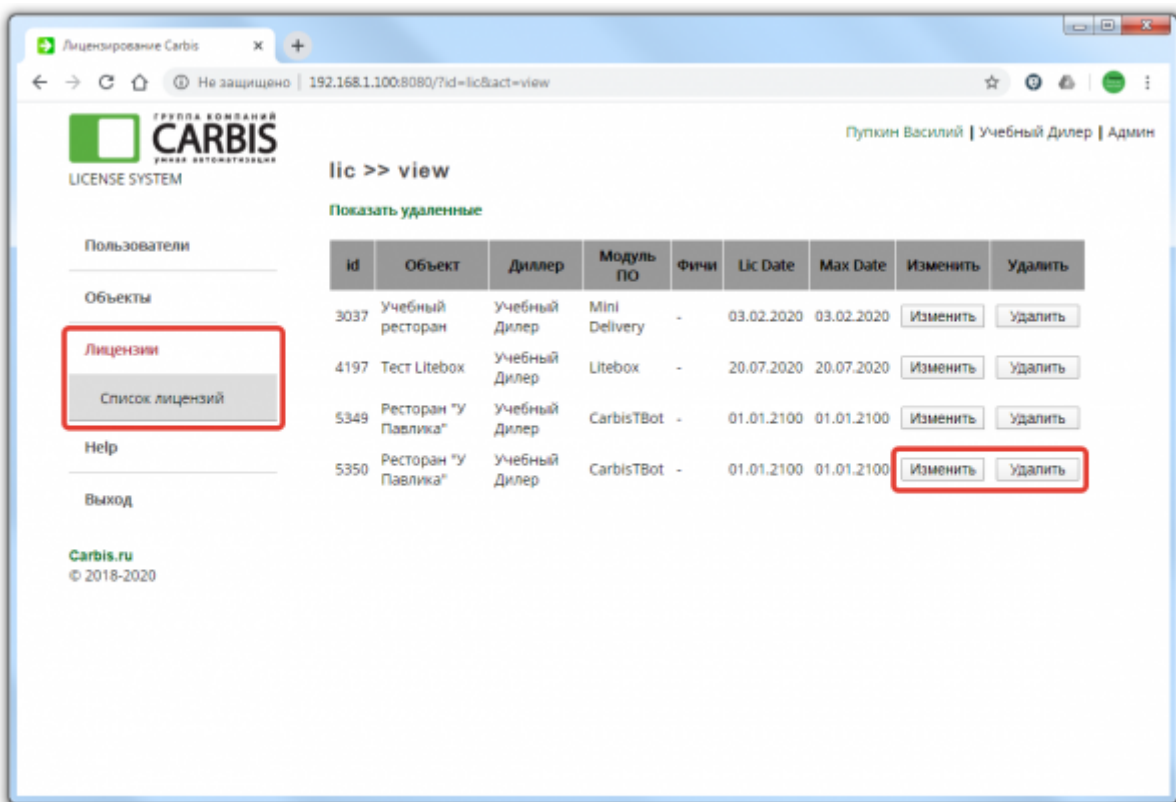 Лицензирование Carbis
Не защищено 192.168.1.100:8080/?id=lic&act=view
ГРУППА КОМПАНИЙ
CARBIS
умная автоматизация
LICENSE SYSTEM
Пупкин Василий | Учебный Дилер | Админ
lic >> view
Показать удаленные
Пользователи
Объекты
Лицензии
Список лицензий
Help
Выход
Carbis.ru
© 2018-2020
id Объект Диллер Модуль ПО Фичи Lic Date Max Date Изменить Удалить
3037 Учебный ресторан Учебный Дилер Mini Delivery - 03.02.2020 03.02.2020 Изменить Удалить
4197 Тест Litebox Учебный Дилер Litebox - 20.07.2020 20.07.2020 Изменить Удалить
5349 Ресторан "У Павлика" Учебный Дилер CarbisTBot - 01.01.2100 01.01.2100 Изменить Удалить
5350 Ресторан "У Павлика" Учебный Дилер CarbisTBot - 01.01.2100 01.01.2100 Изменить Удалить